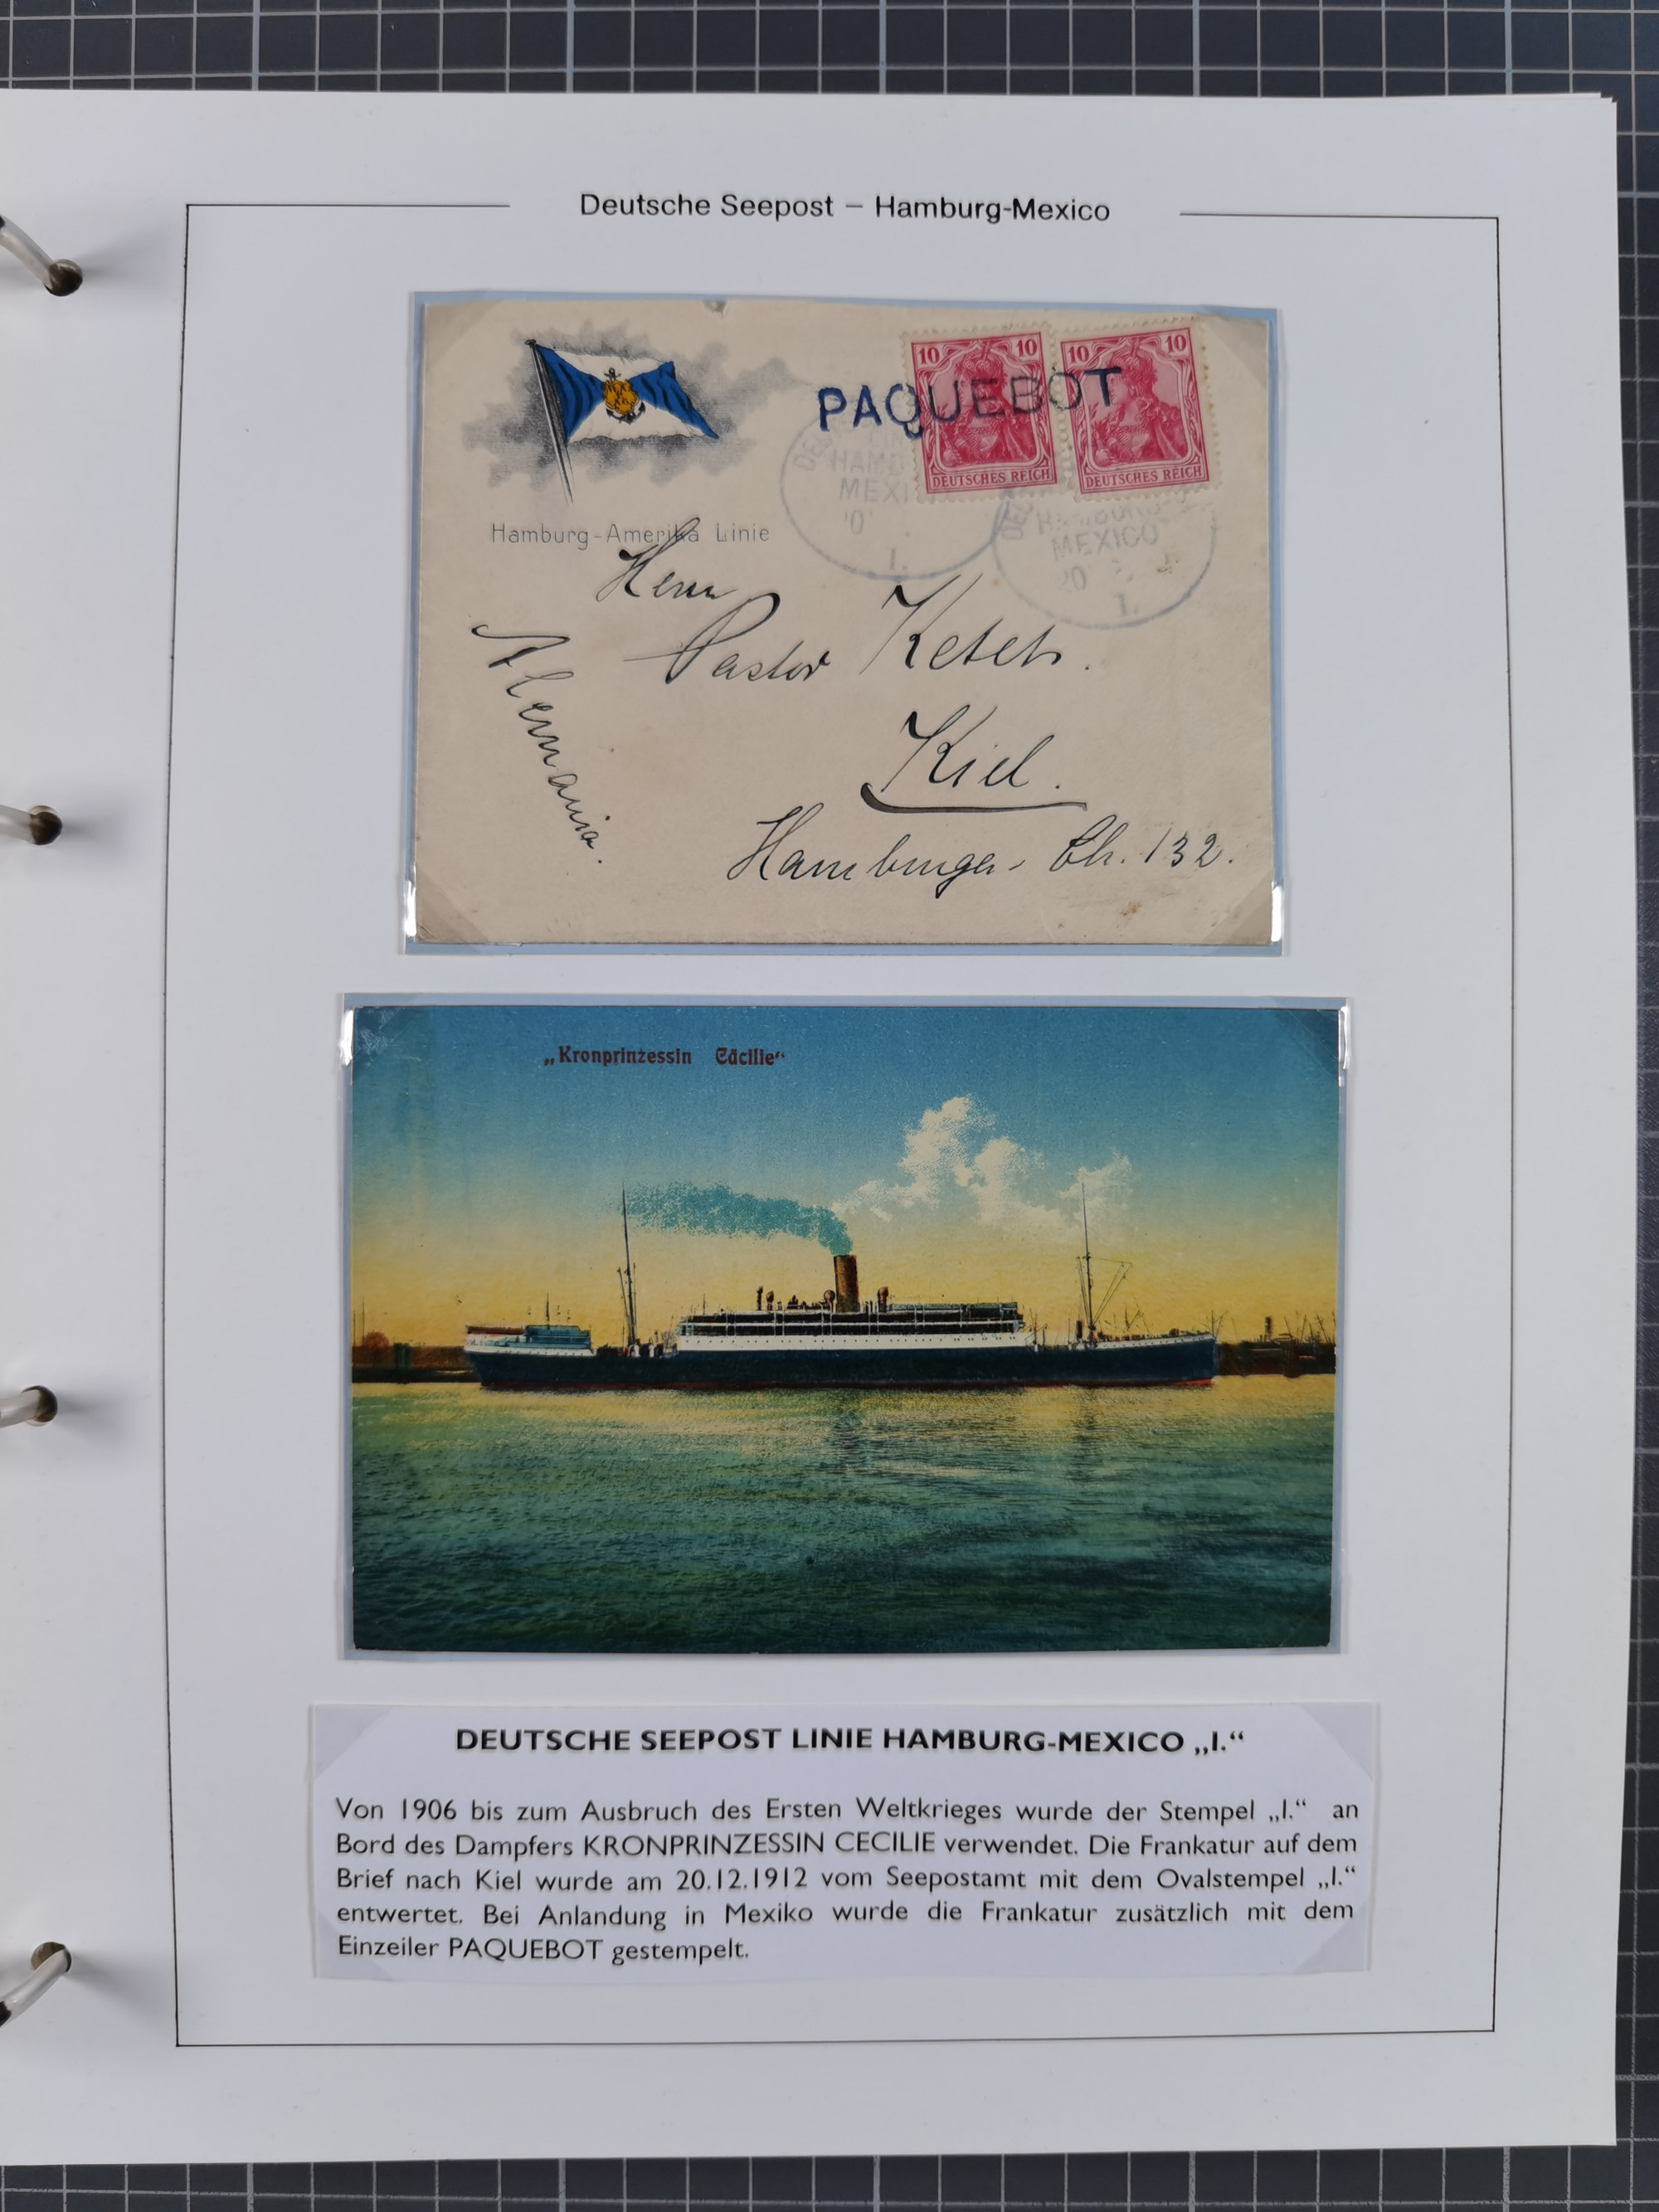 Deutsche Seepost – Hamburg-Mexico
10 10 10 10
PAQUEBOT
DEUTSCHES REICH DEUTSCHES REICH
HAMB
MEXI
I.
HAMBURG
MEXICO
I.
Hamburg-Amerika Linie
Herrn
Pastor
Kiel.
Hamburger Ch. 132.
„Kronprinzessin Cäcilie“
DEUTSCHE SEEPOST LINIE HAMBURG-MEXICO „I.“
Von 1906 bis zum Ausbruch des Ersten Weltkrieges wurde der Stempel „I.“ an
Bord des Dampfers KRONPRINZESSIN CECILIE verwendet. Die Frankatur auf dem
Brief nach Kiel wurde am 20.12.1912 vom Seepostamt mit dem Ovalstempel „I.“
entwertet. Bei Anlandung in Mexiko wurde die Frankatur zusätzlich mit dem
Einzeiler PAQUEBOT gestempelt.